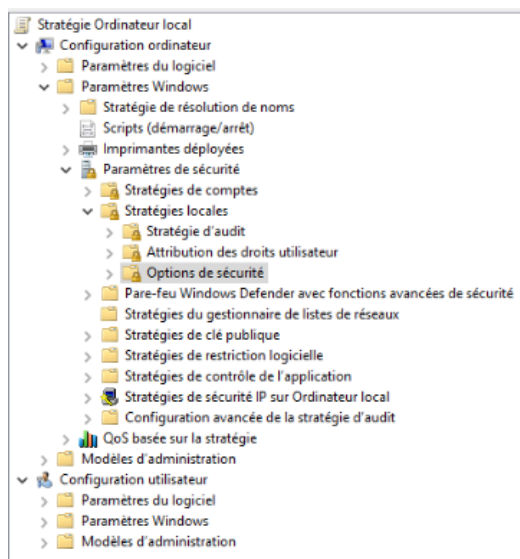 Stratégie Ordinateur local
Configuration ordinateur
Paramètres du logiciel
Paramètres Windows
Stratégie de résolution de noms
Scripts (démarrage/arrêt)
Imprimantes déployées
Paramètres de sécurité
Stratégies de comptes
Stratégies locales
Stratégie d'audit
Attribution des droits utilisateur
Options de sécurité
Pare-feu Windows Defender avec fonctions avancées de sécurité
Stratégies du gestionnaire de listes de réseaux
Stratégies de clé publique
Stratégies de restriction logicielle
Stratégies de contrôle de l'application
Stratégies de sécurité IP sur Ordinateur local
Configuration avancée de la stratégie d'audit
QoS basée sur la stratégie
Modèles d'administration
Configuration utilisateur
Paramètres du logiciel
Paramètres Windows
Modèles d'administration